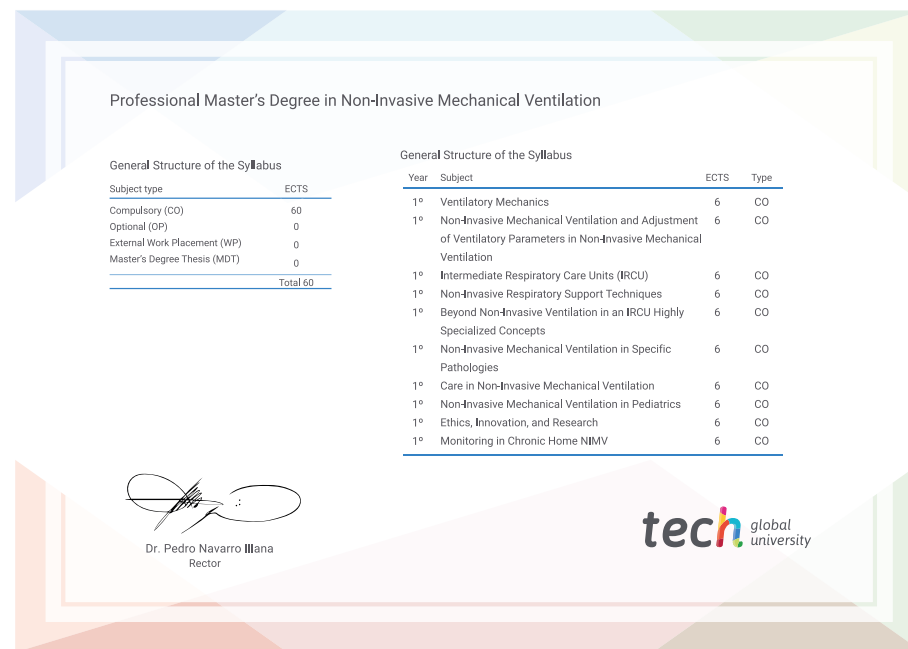 Professional Master's Degree in Non-Invasive Mechanical Ventilation
General Structure of the Syllabus
Subject type ECTS
Compulsory (CO) 60
Optional (OP) 0
External Work Placement (WP) 0
Master's Degree Thesis (MDT) 0
Total 60
General Structure of the Syllabus
Year Subject ECTS Type
1º Ventilatory Mechanics 6 CO
1º Non-Invasive Mechanical Ventilation and Adjustment 6 CO
of Ventilatory Parameters in Non-Invasive Mechanical
Ventilation
1º Intermediate Respiratory Care Units (IRCU) 6 CO
1º Non-Invasive Respiratory Support Techniques 6 CO
1º Beyond Non-Invasive Ventilation in an IRCU Highly 6 CO
Specialized Concepts
1º Non-Invasive Mechanical Ventilation in Specific 6 CO
Pathologies
1º Care in Non-Invasive Mechanical Ventilation 6 CO
1º Non-Invasive Mechanical Ventilation in Pediatrics 6 CO
1º Ethics, Innovation, and Research 6 CO
1º Monitoring in Chronic Home NIMV 6 CO
Dr. Pedro Navarro Illana
Rector
tech global
university